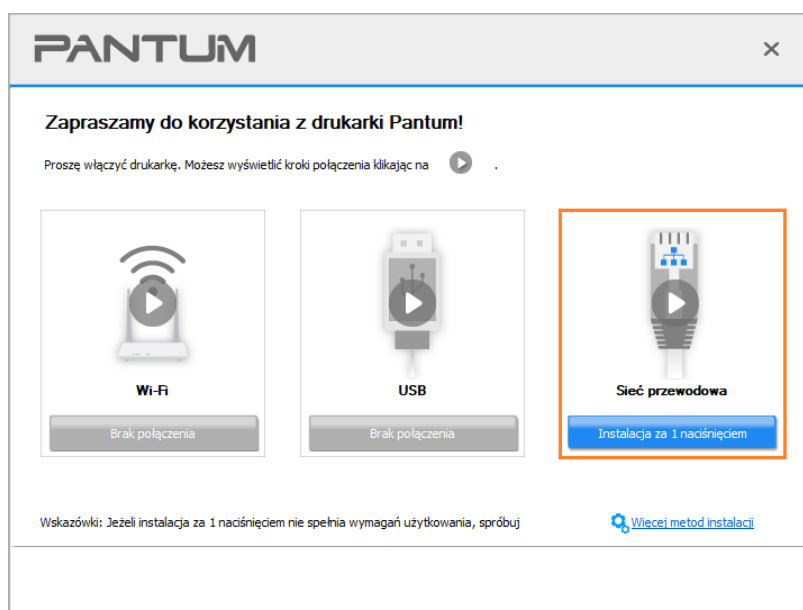 PANTUM
Zapraszamy do korzystania z drukarki Pantum!
Proszę włączyć drukarkę. Możesz wyświetlić kroki połączenia klikając na .
Wi-Fi
Brak połączenia
USB
Brak połączenia
Sieć przewodowa
Instalacja za 1 naciśnięciem
Wskazówki: Jeżeli instalacja za 1 naciśnięciem nie spełnia wymagań użytkowania, spróbuj Więcej metod instalacji